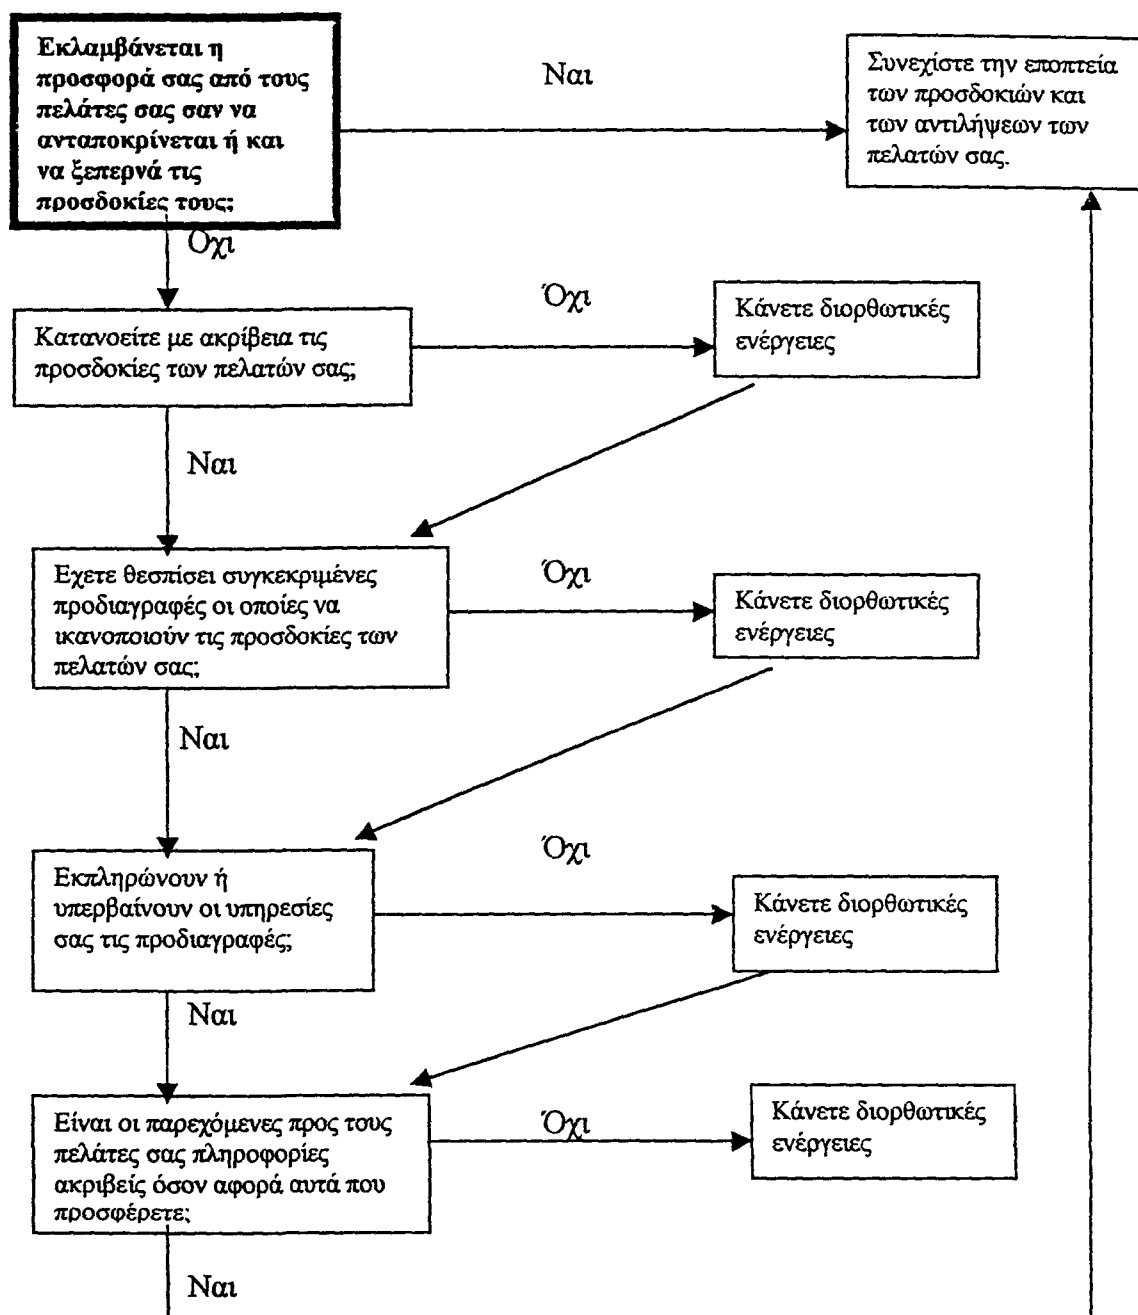 Εκλαμβάνεται η
προσφορά σας από τους
πελάτες σας σαν να
ανταποκρίνεται ή και
να ξεπερνά τις
προσδοκίες τους;
Ναι
Συνεχίστε την εποπτεία
των προσδοκιών και
των αντιλήψεων των
πελατών σας.
Οχι
Κατανοείτε με ακρίβεια τις
προσδοκίες των πελατών σας;
Όχι
Κάνετε διορθωτικές
ενέργειες
Ναι
Εχετε θεσπίσει συγκεκριμένες
προδιαγραφές οι οποίες να
ικανοποιούν τις προσδοκίες των
πελατών σας;
Όχι
Κάνετε διορθωτικές
ενέργειες
Ναι
Εκπληρώνουν ή
υπερβαίνουν οι υπηρεσίες
σας τις προδιαγραφές;
Όχι
Κάνετε διορθωτικές
ενέργειες
Ναι
Είναι οι παρεχόμενες προς τους
πελάτες σας πληροφορίες
ακριβείς όσον αφορά αυτά που
προσφέρετε;
Όχι
Κάνετε διορθωτικές
ενέργειες
Ναι